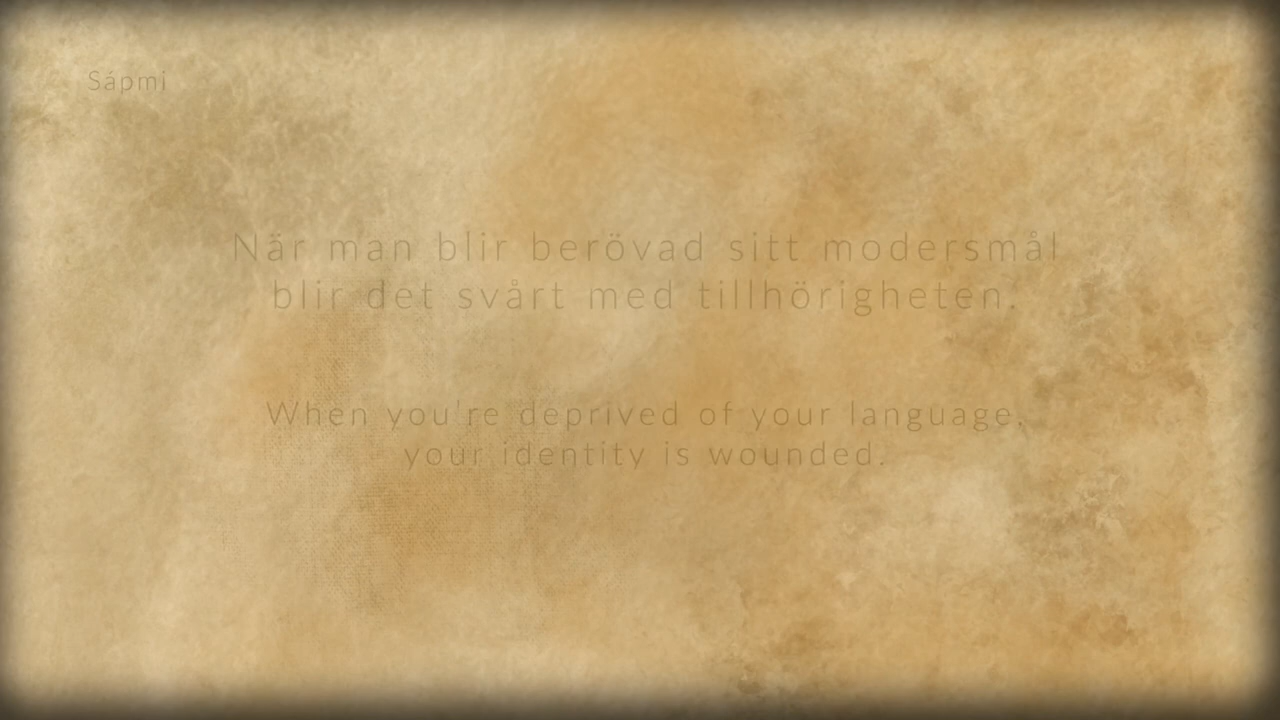 Sápmi
När man blir berövad sitt modersmål
blir det svårt med tillhörigheten.
When you're deprived of your language,
your identity is wounded.